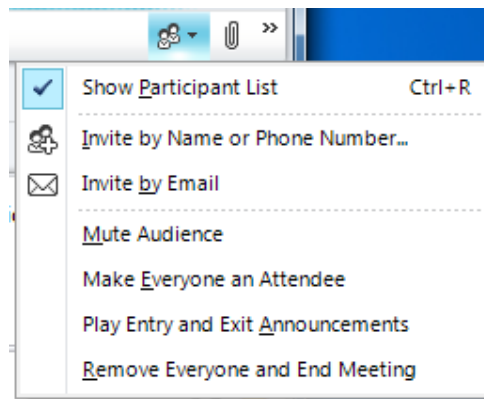 »
Show Participant List Ctrl+R
Invite by Name or Phone Number...
Invite by Email
Mute Audience
Make Everyone an Attendee
Play Entry and Exit Announcements
Remove Everyone and End Meeting